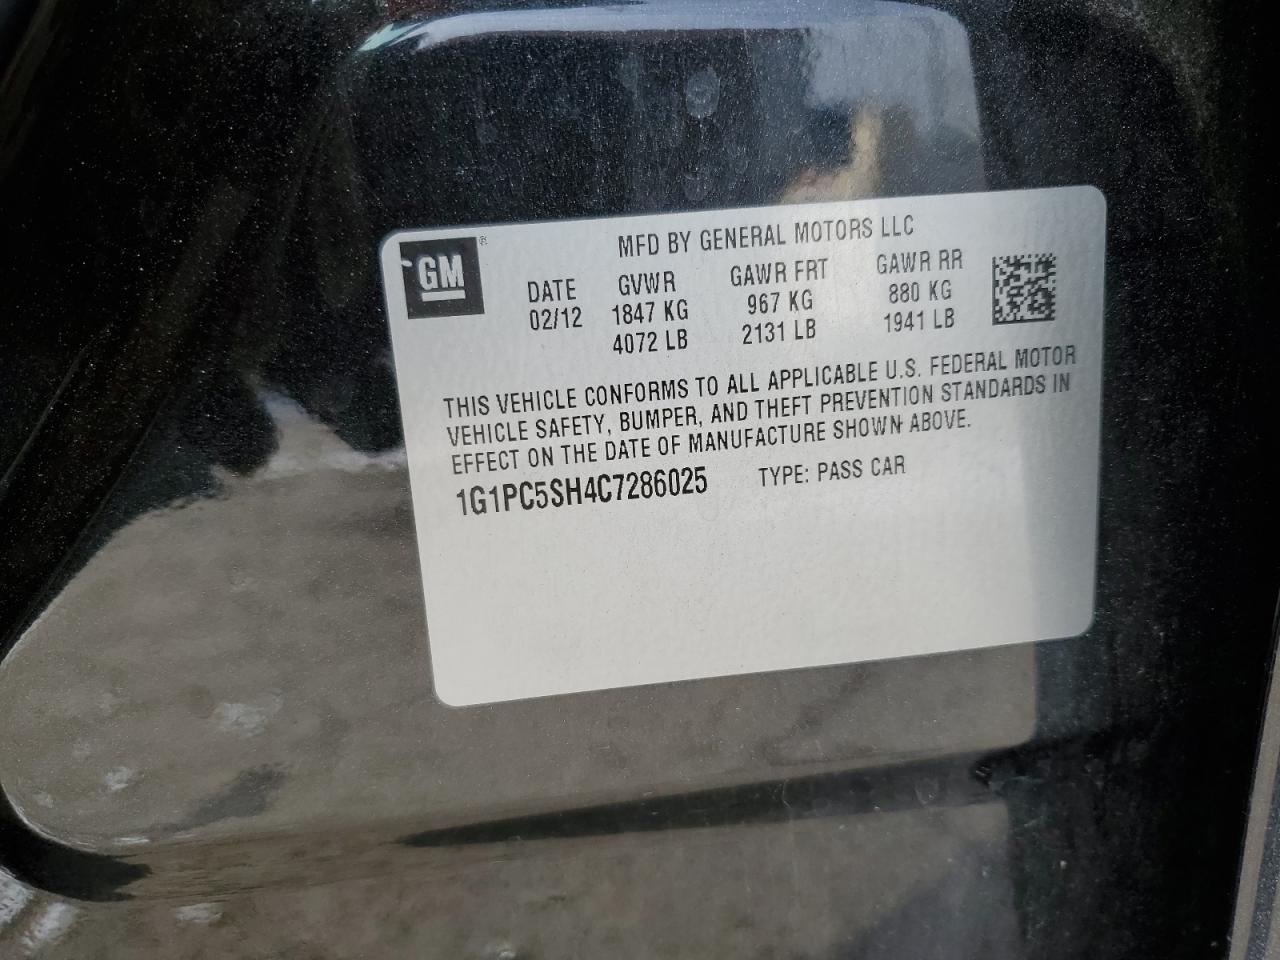 GM®
MFD BY GENERAL MOTORS LLC
DATE GVWR GAWR FRT GAWR RR
02/12 1847 KG 967 KG 880 KG
4072 LB 2131 LB 1941 LB
THIS VEHICLE CONFORMS TO ALL APPLICABLE U.S. FEDERAL MOTOR
VEHICLE SAFETY, BUMPER, AND THEFT PREVENTION STANDARDS IN
EFFECT ON THE DATE OF MANUFACTURE SHOWN ABOVE.
1G1PC5SH4C7286025 TYPE: PASS CAR